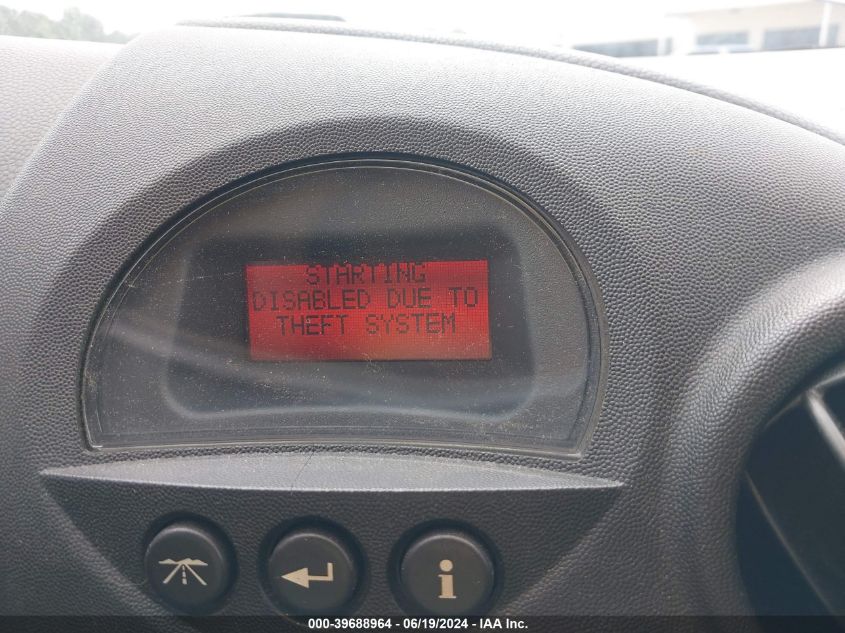 STARTING
DISABLED DUE TO
THEFT SYSTEM
i
000-39688964 / 06/19/2024 - IAA Inc.